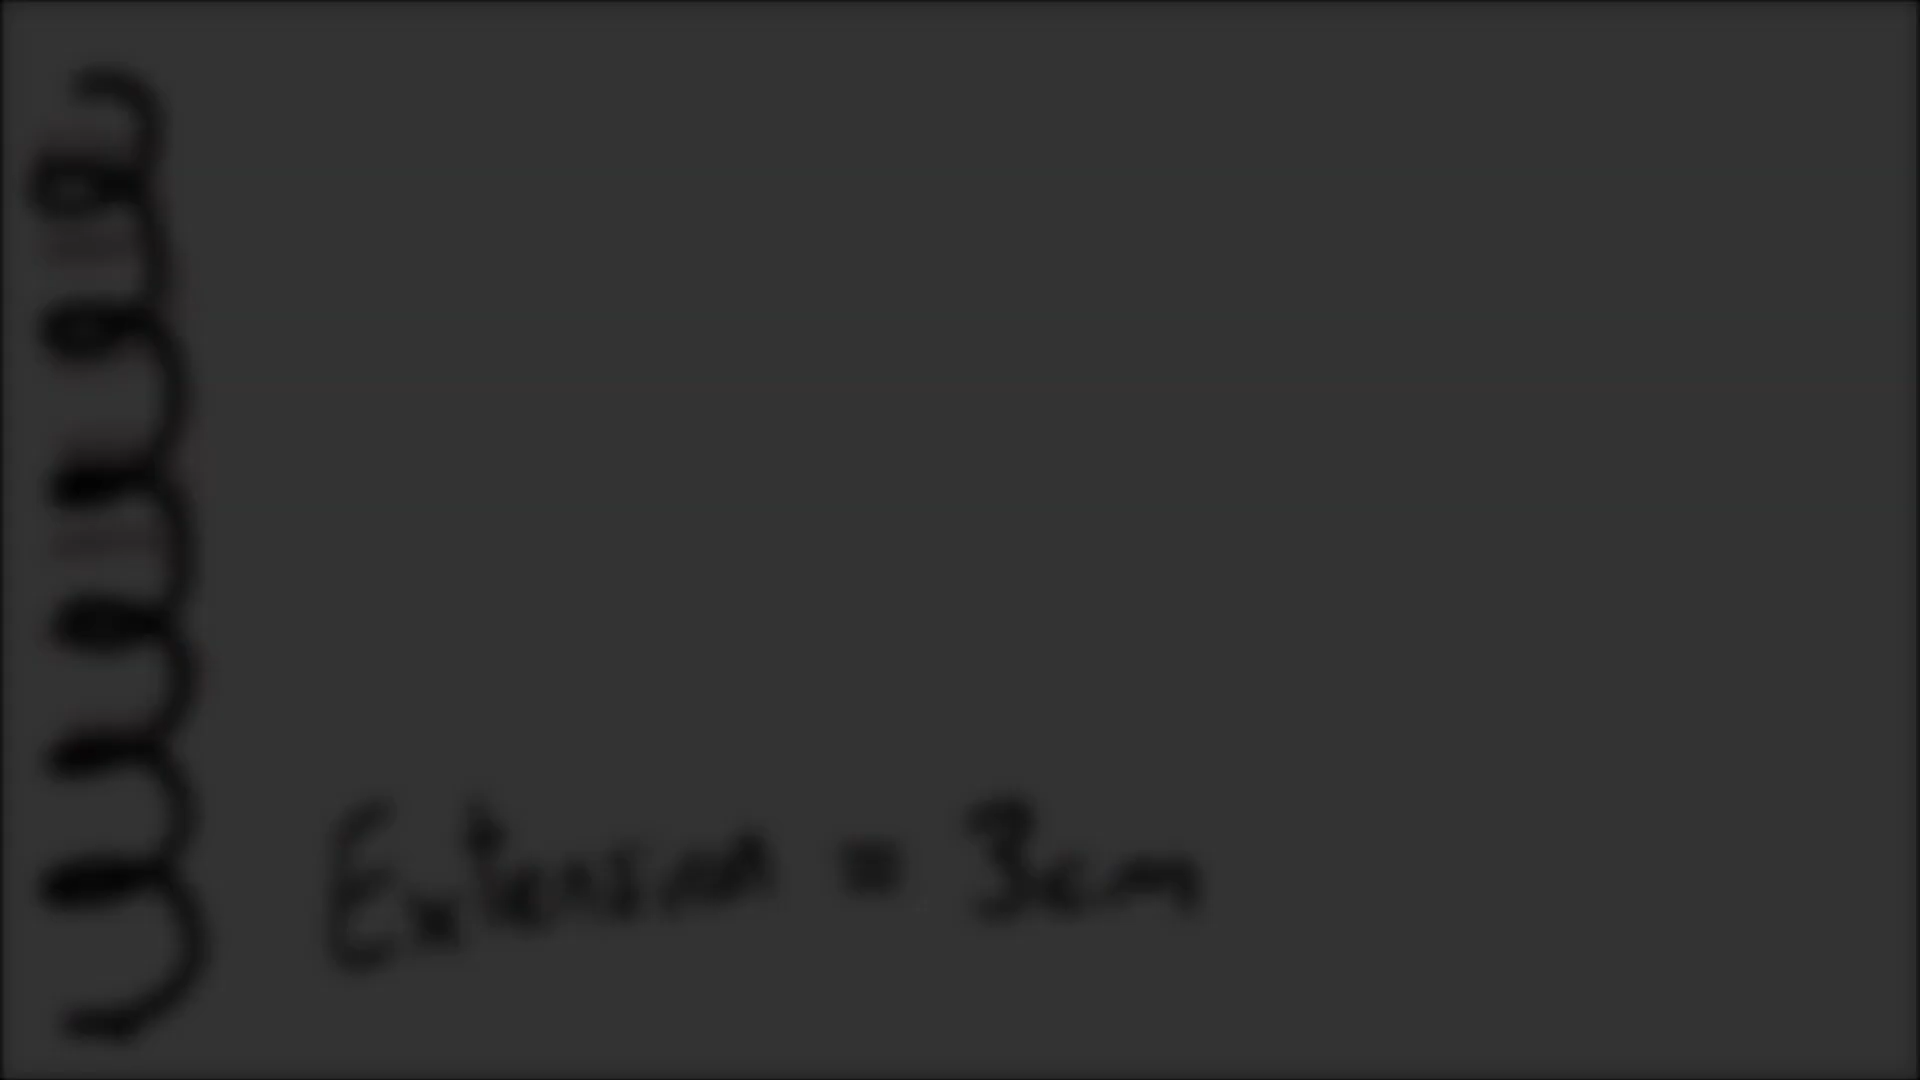 Extension = 3cm